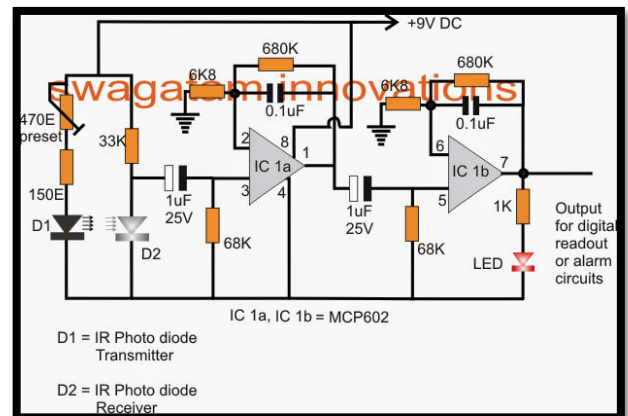 +9V DC
680K
680K
6K8
6K8
swagatam innovations
0.1uF
0.1uF
470E
preset
33K
2
8
IC 1a
1
6
IC 1b
7
150E
3
4
5
1uF
25V
1uF
25V
1K
D1
D2
68K
68K
LED
Output
for digital
readout
or alarm
circuits
IC 1a, IC 1b = MCP602
D1 = IR Photo diode
Transmitter
D2 = IR Photo diode
Receiver